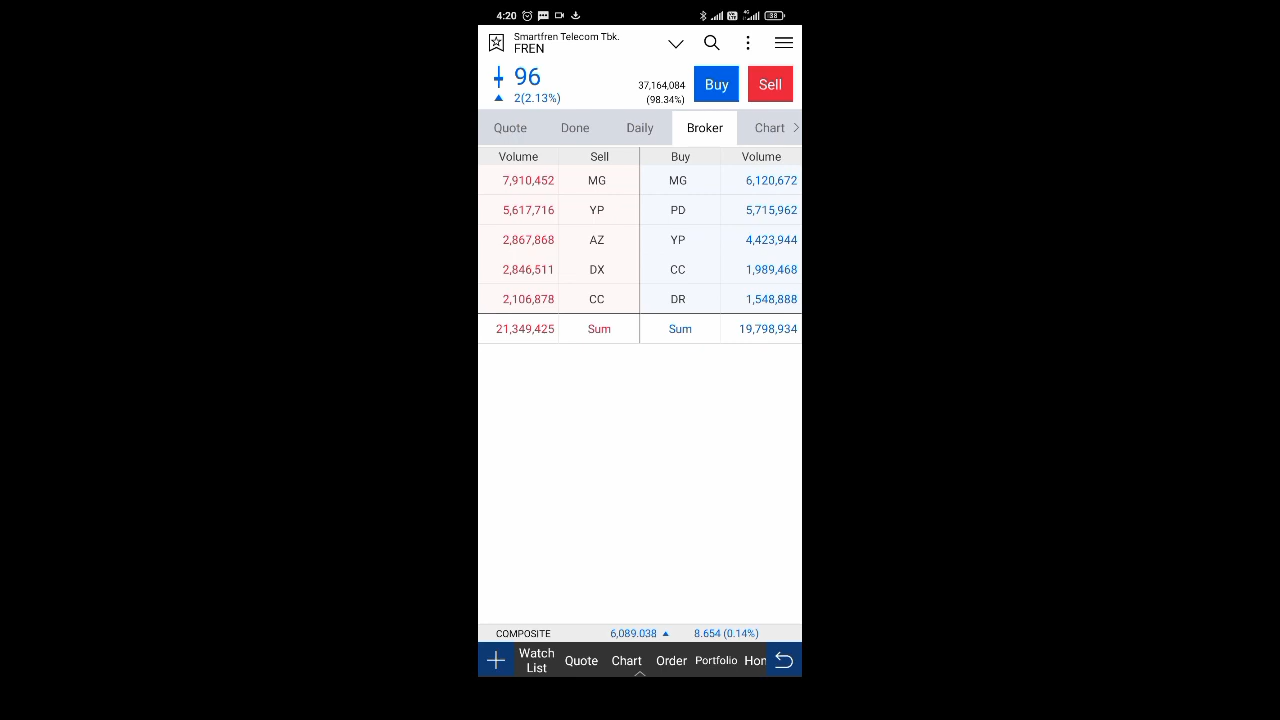 4:20
38
Smartfren Telecom Tbk.
FREN
96
2(2.13%)
37,164,084
(98.34%)
Buy
Sell
Quote Done Daily Broker Chart
Volume Sell Buy Volume
7,910,452 MG MG 6,120,672
5,617,716 YP PD 5,715,962
2,867,868 AZ YP 4,423,944
2,846,511 DX CC 1,989,468
2,106,878 CC DR 1,548,888
21,349,425 Sum Sum 19,798,934
COMPOSITE 6,089.038 8.654 (0.14%)
Watch
List
Quote Chart Order Portfolio Hon